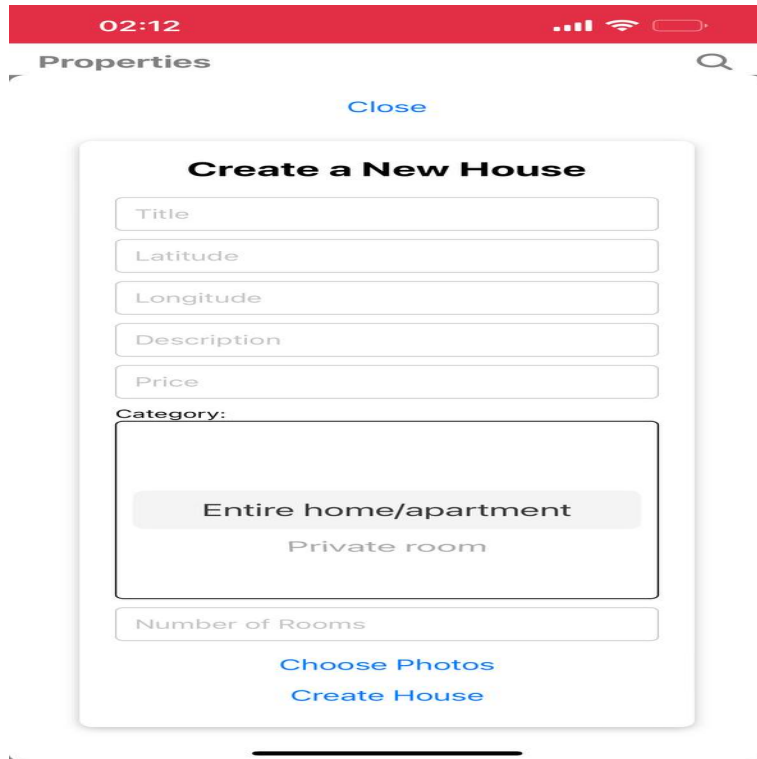 02:12
Properties
Close
Create a New House
Title
Latitude
Longitude
Description
Price
Category:
Entire home/apartment
Private room
Number of Rooms
Choose Photos
Create House